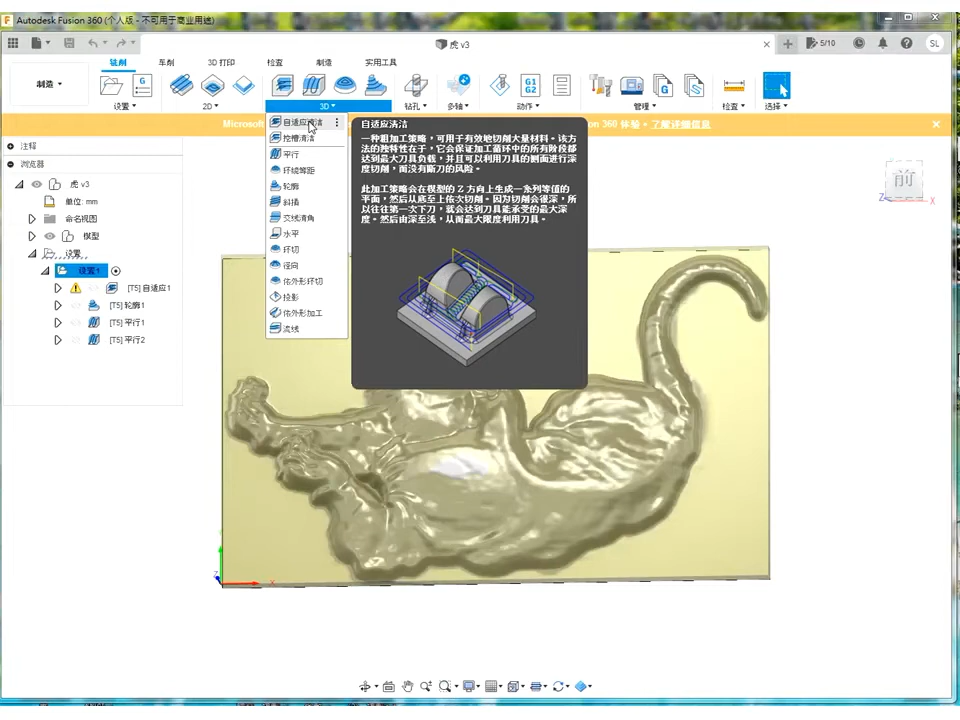 Autodesk Fusion 360 (个人版 - 不可用于商业用途)
虎 v3
5/10
SL
铣削
车削
3D 打印
检查
制造
实用工具
制造
G1
G2
设置
2D
3D
钻孔
多轴
动作
管理
检查
选择
Microsof
on 360 体验。了解详细信息
注释
浏览器
虎 v3
单位: mm
命名视图
模型
设置
设置1
[T5] 自适应1
[T5] 轮廓1
[T5] 平行1
[T5] 平行2
自适应清洁
挖槽清洁
平行
环绕等距
轮廓
斜插
交线清角
水平
环切
径向
依外形环切
投影
依外形加工
流线
自适应清洁
一种粗加工策略，可用于有效地切削大量材料。该方
法的独特性在于，它会保证加工循环中的所有阶段都
达到最大刀具负载，并且可以利用刀具的侧面进行深
度切削，而没有断刀的风险。
此加工策略会在模型的 Z 方向上生成一系列等值的
平面，然后从底至上依次切削。因为切削会很深，所
以往往第一次下刀，就会达到刀具能承受的最大深
度。然后由深至浅，从而最大限度利用刀具。
前
Z
X
Z
X